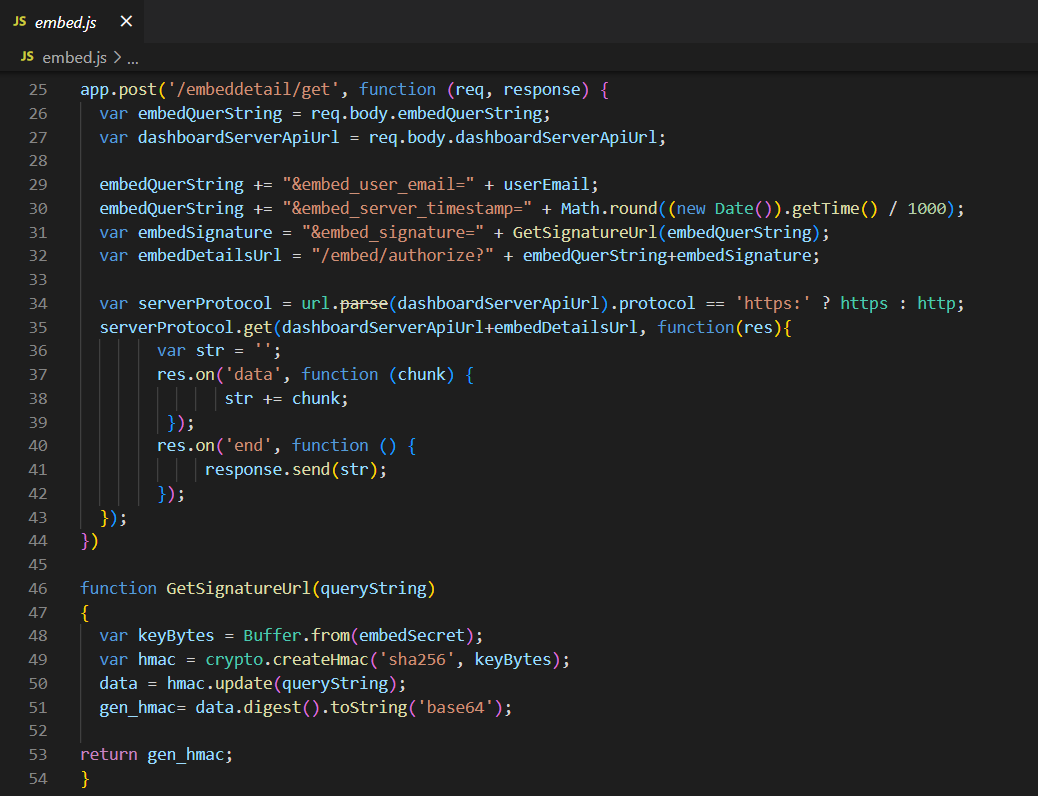 JS embed.js ×
JS embed.js > ...
25 app.post('/embeddetail/get', function (req, response) {
26   var embedQuerString = req.body.embedQuerString;
27   var dashboardServerApiUrl = req.body.dashboardServerApiUrl;
28
29   embedQuerString += "&embed_user_email=" + userEmail;
30   embedQuerString += "&embed_server_timestamp=" + Math.round((new Date()).getTime() / 1000);
31   var embedSignature = "&embed_signature=" + GetSignatureUrl(embedQuerString);
32   var embedDetailsUrl = "/embed/authorize?" + embedQuerString+embedSignature;
33
34   var serverProtocol = url.parse(dashboardServerApiUrl).protocol == 'https:' ? https : http;
35   serverProtocol.get(dashboardServerApiUrl+embedDetailsUrl, function(res){
36         var str = '';
37         res.on('data', function (chunk) {
38                str += chunk;
39          });
40         res.on('end', function () {
41              response.send(str);
42         });
43   });
44 })
45
46 function GetSignatureUrl(queryString)
47 {
48   var keyBytes = Buffer.from(embedSecret);
49   var hmac = crypto.createHmac('sha256', keyBytes);
50   data = hmac.update(queryString);
51   gen_hmac= data.digest().toString('base64');
52
53 return gen_hmac;
54 }